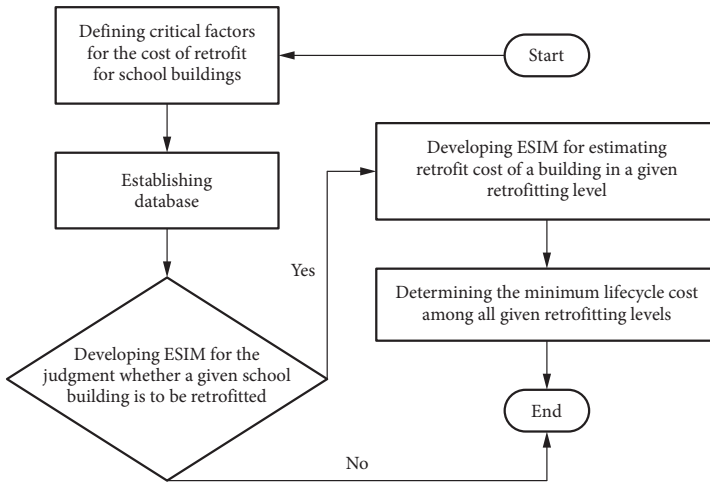 Start
Defining critical factors
for the cost of retrofit
for school buildings
Establishing
database
Developing ESIM for the
judgment whether a given school
building is to be retrofitted
Yes
No
Developing ESIM for estimating
retrofit cost of a building in a given
retrofitting level
Determining the minimum lifecycle cost
among all given retrofitting levels
End